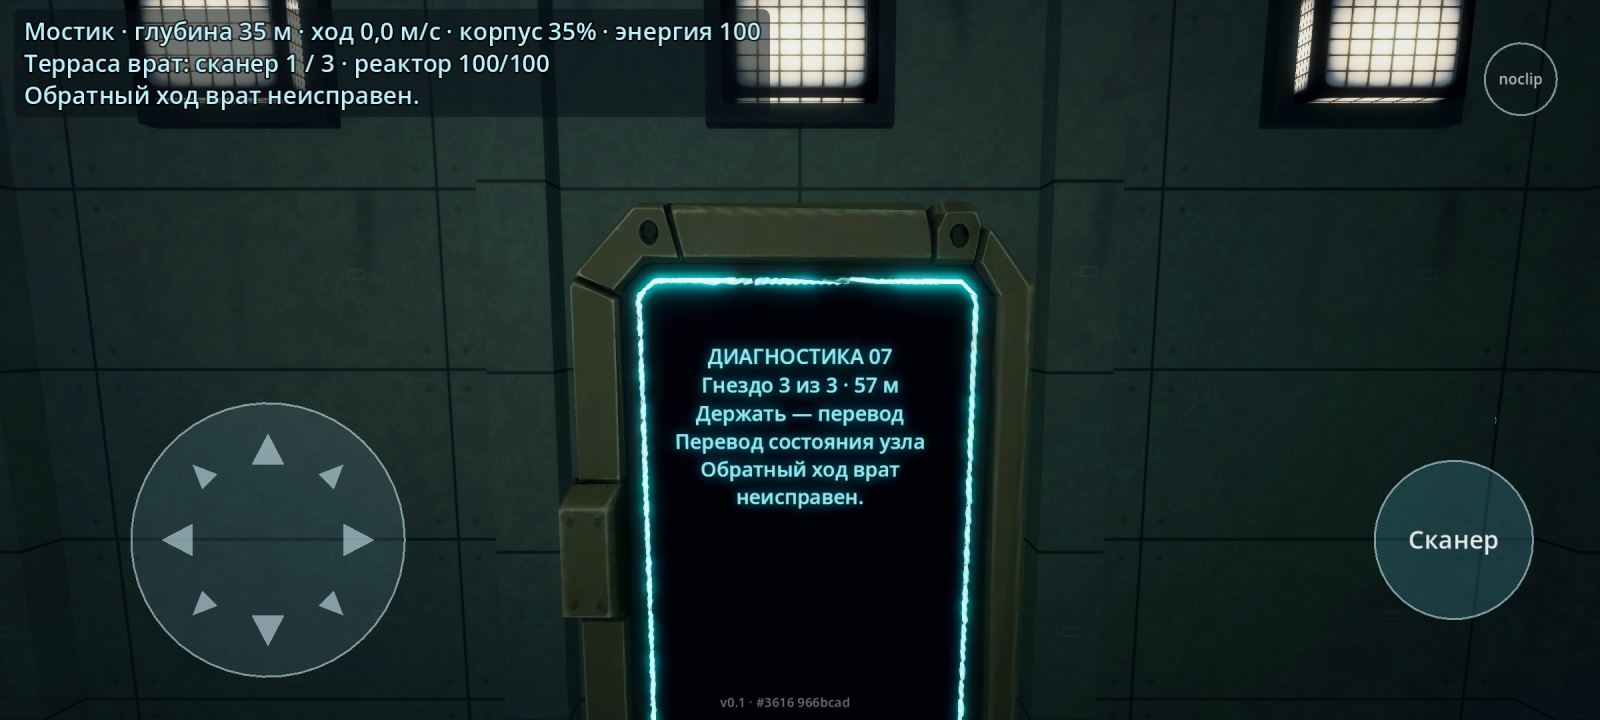 Мостик · глубина 35 м · ход 0,0 м/с · корпус 35% · энергия 100
Терраса врат: сканер 1 / 3 · реактор 100/100
Обратный ход врат неисправен.
noclip
ДИАГНОСТИКА 07
Гнездо 3 из 3 · 57 м
Держать — перевод
Перевод состояния узла
Обратный ход врат
неисправен.
Сканер
v0.1 · #3616 966bcad